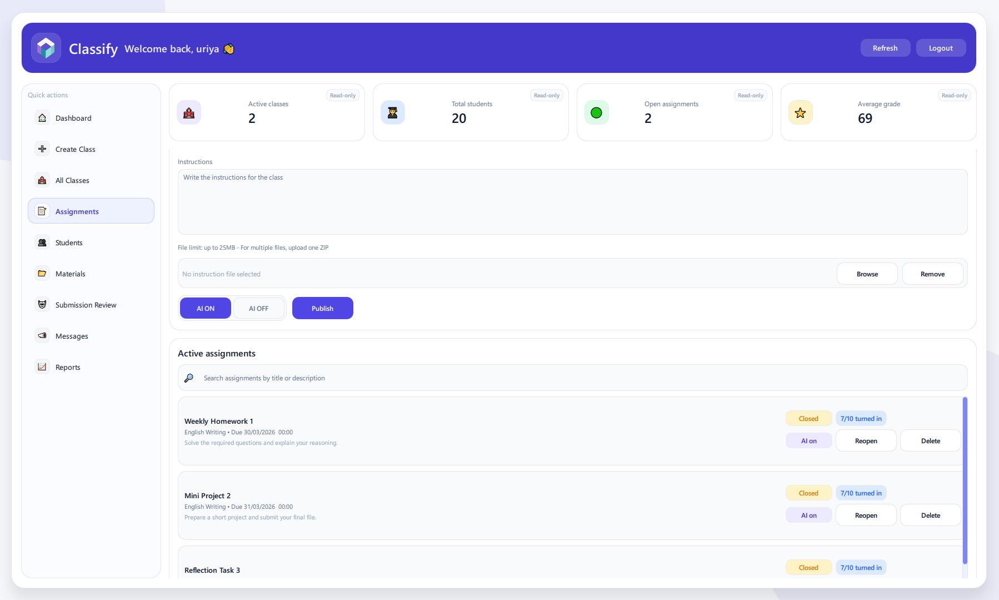 Classify Welcome back, uriya 👋
Refresh
Logout
Quick actions
Dashboard
Create Class
All Classes
Assignments
Students
Materials
Submission Review
Messages
Reports
Read-only
Active classes
2
Read-only
Total students
20
Read-only
Open assignments
2
Read-only
Average grade
69
Instructions
Write the instructions for the class
File limit: up to 25MB - For multiple files, upload one ZIP
No instruction file selected
Browse
Remove
AI ON
AI OFF
Publish
Active assignments
Search assignments by title or description
Weekly Homework 1
English Writing • Due 30/03/2026 00:00
Solve the required questions and explain your reasoning.
Closed
7/10 turned in
AI on
Reopen
Delete
Mini Project 2
English Writing • Due 31/03/2026 00:00
Prepare a short project and submit your final file.
Closed
7/10 turned in
AI on
Reopen
Delete
Reflection Task 3
Closed
7/10 turned in